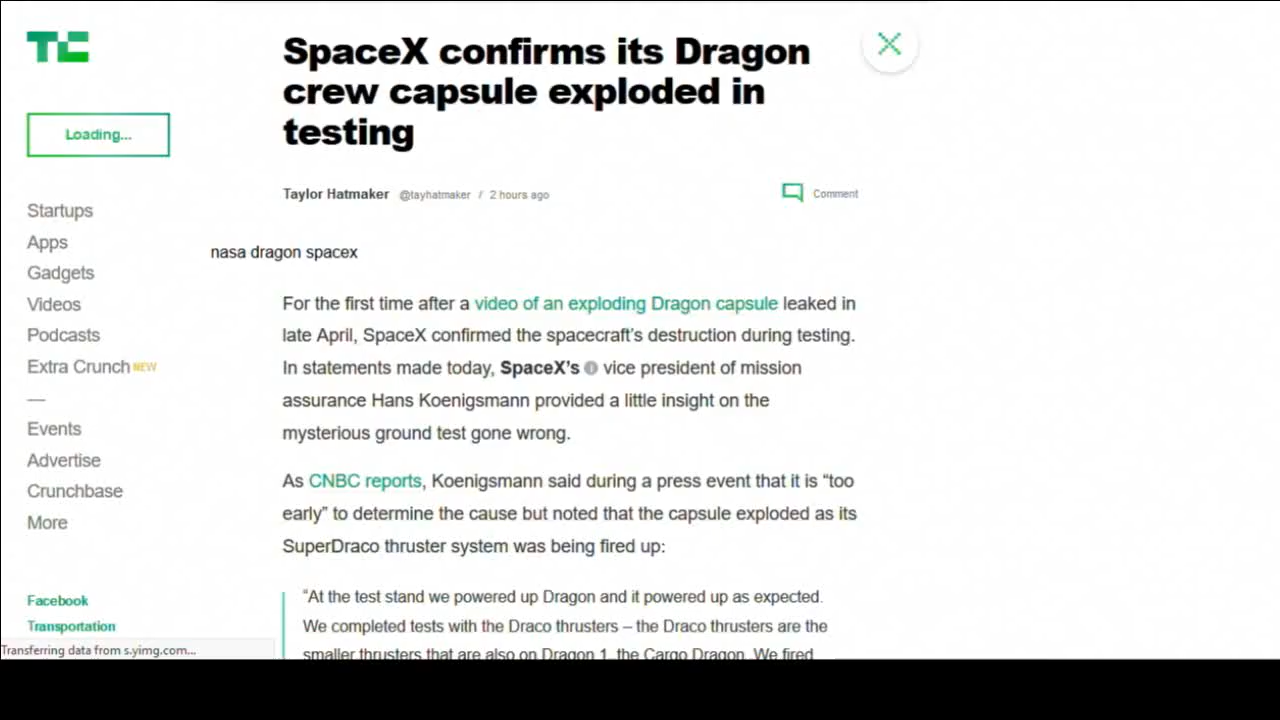 TC
SpaceX confirms its Dragon
crew capsule exploded in
testing
Loading...
Taylor Hatmaker @tayhatmaker / 2 hours ago
Comment
Startups
Apps
Gadgets
Videos
Podcasts
Extra Crunch NEW
—
Events
Advertise
Crunchbase
More
Facebook
Transportation
nasa dragon spacex
For the first time after a video of an exploding Dragon capsule leaked in
late April, SpaceX confirmed the spacecraft’s destruction during testing.
In statements made today, SpaceX’s vice president of mission
assurance Hans Koenigsmann provided a little insight on the
mysterious ground test gone wrong.
As CNBC reports, Koenigsmann said during a press event that it is “too
early” to determine the cause but noted that the capsule exploded as its
SuperDraco thruster system was being fired up:
“At the test stand we powered up Dragon and it powered up as expected.
We completed tests with the Draco thrusters – the Draco thrusters are the
smaller thrusters that are also on Dragon 1, the Cargo Dragon. We fired
Transferring data from s.yimg.com...